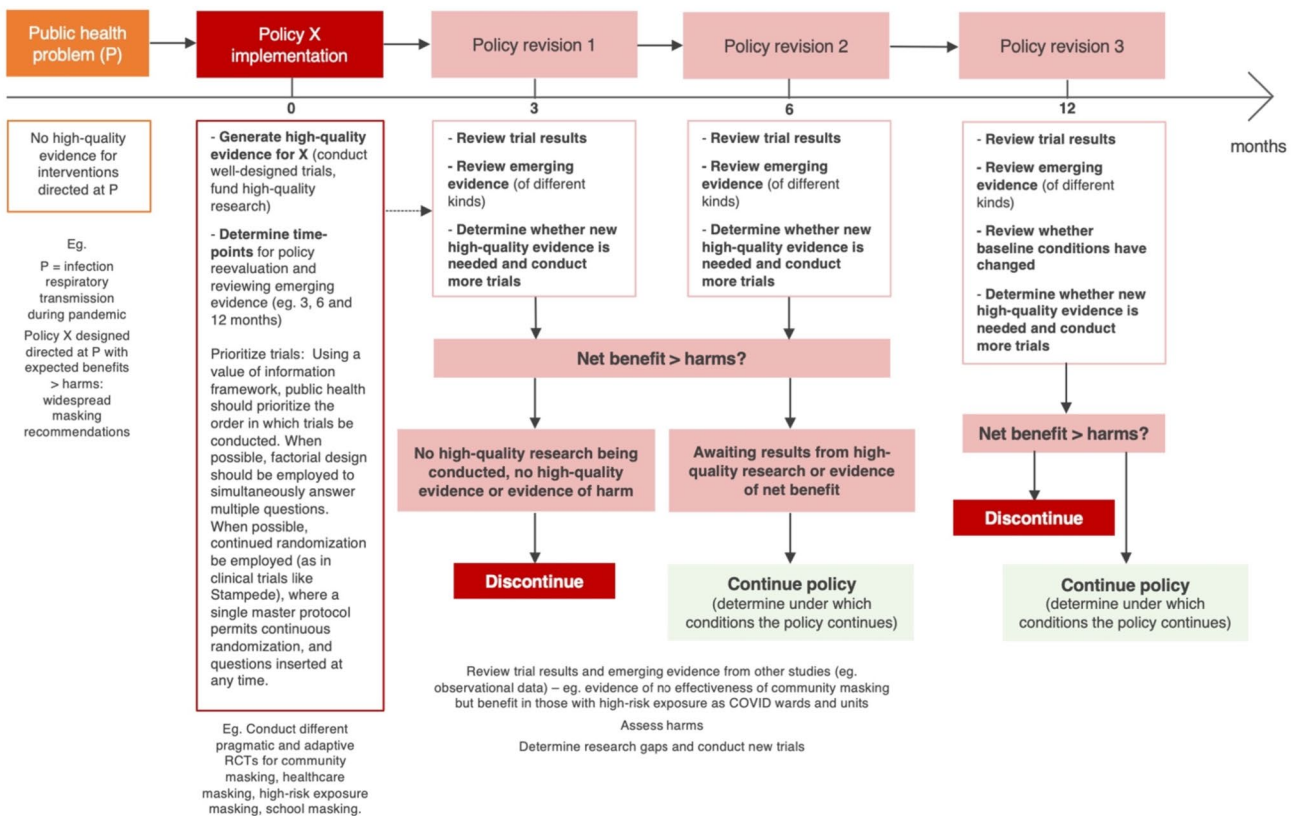 Public health
problem (P)
Policy X
implementation
Policy revision 1
Policy revision 2
Policy revision 3
0
3
6
12
months
No high-quality
evidence for
interventions
directed at P
Eg.
P = infection
respiratory
transmission
during pandemic
Policy X designed
directed at P with
expected benefits
> harms:
widespread
masking
recommendations
- Generate high-quality
evidence for X (conduct
well-designed trials,
fund high-quality
research)
- Determine time-
points for policy
reevaluation and
reviewing emerging
evidence (eg. 3, 6 and
12 months)
Prioritize trials: Using a
value of information
framework, public health
should prioritize the
order in which trials be
conducted. When
possible, factorial design
should be employed to
simultaneously answer
multiple questions.
When possible,
continued randomization
be employed (as in
clinical trials like
Stampede), where a
single master protocol
permits continuous
randomization, and
questions inserted at
any time.
Eg. Conduct different
pragmatic and adaptive
RCTs for community
masking, healthcare
masking, high-risk exposure
masking, school masking.
- Review trial results
- Review emerging
evidence (of different
kinds)
- Determine whether new
high-quality evidence is
needed and conduct
more trials
- Review trial results
- Review emerging
evidence (of different
kinds)
- Determine whether new
high-quality evidence is
needed and conduct
more trials
- Review trial results
- Review emerging
evidence (of different
kinds)
- Review whether
baseline conditions have
changed
- Determine whether new
high-quality evidence is
needed and conduct
more trials
Net benefit > harms?
No high-quality research being
conducted, no high-quality
evidence or evidence of harm
Awaiting results from high-
quality research or evidence
of net benefit
Discontinue
Continue policy
(determine under which
conditions the policy continues)
Net benefit > harms?
Discontinue
Continue policy
(determine under which
conditions the policy continues)
Review trial results and emerging evidence from other studies (eg.
observational data) – eg. evidence of no effectiveness of community masking
but benefit in those with high-risk exposure as COVID wards and units
Assess harms
Determine research gaps and conduct new trials